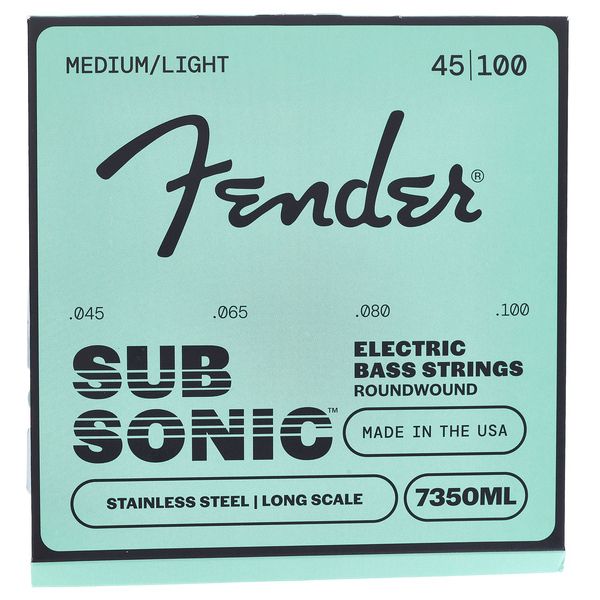 MEDIUM/LIGHT 45|100
Fender®
.045 .065 .080 .100
SUB
SONIC™
ELECTRIC
BASS STRINGS
ROUNDWOUND
MADE IN THE USA
STAINLESS STEEL | LONG SCALE
7350ML